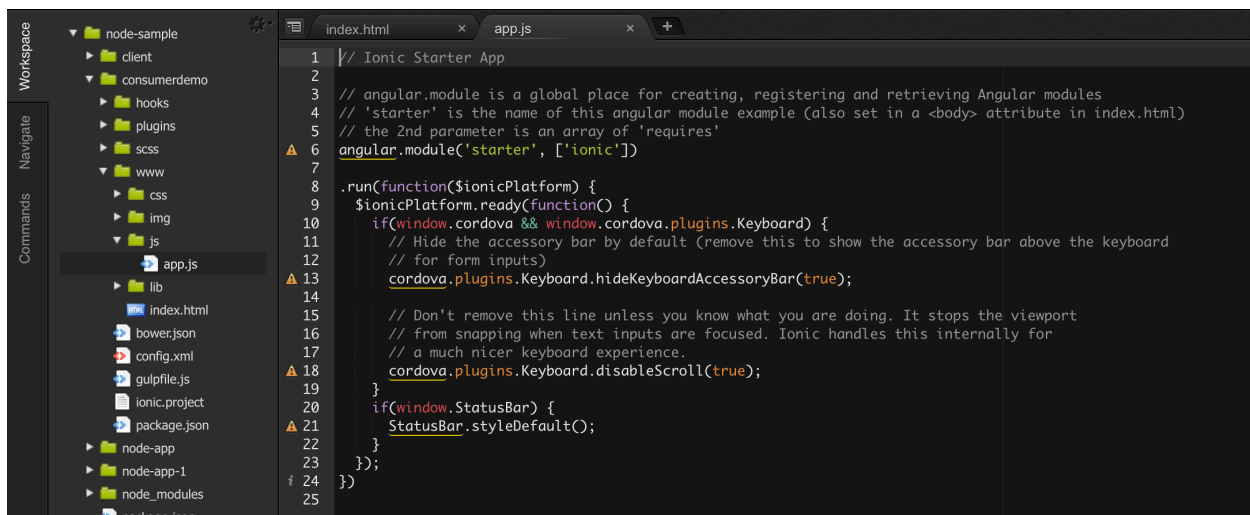 Workspace
Navigate
Commands
node-sample
client
consumerdemo
hooks
plugins
scss
www
css
img
js
app.js
lib
index.html
bower.json
config.xml
gulpfile.js
ionic.project
package.json
node-app
node-app-1
node_modules
index.html × app.js × +
1 // Ionic Starter App
2
3 // angular.module is a global place for creating, registering and retrieving Angular modules
4 // 'starter' is the name of this angular module example (also set in a <body> attribute in index.html)
5 // the 2nd parameter is an array of 'requires'
6 angular.module('starter', ['ionic'])
7
8 .run(function($ionicPlatform) {
9   $ionicPlatform.ready(function() {
10     if(window.cordova && window.cordova.plugins.Keyboard) {
11       // Hide the accessory bar by default (remove this to show the accessory bar above the keyboard
12       // for form inputs)
13       cordova.plugins.Keyboard.hideKeyboardAccessoryBar(true);
14
15       // Don't remove this line unless you know what you are doing. It stops the viewport
16       // from snapping when text inputs are focused. Ionic handles this internally for
17       // a much nicer keyboard experience.
18       cordova.plugins.Keyboard.disableScroll(true);
19     }
20     if(window.StatusBar) {
21       StatusBar.styleDefault();
22     }
23   });
24 })
25